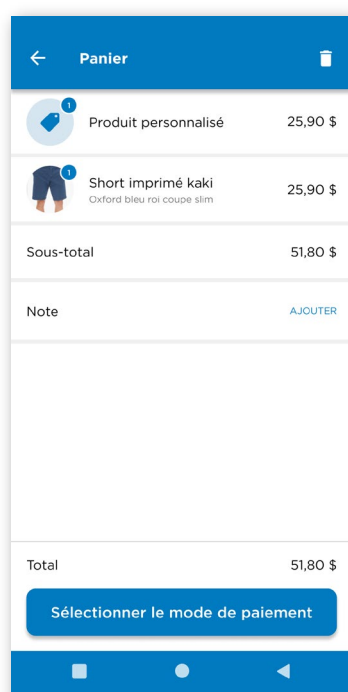 Panier
1
Produit personnalisé 25,90 $
1
Short imprimé kaki 25,90 $
Oxford bleu roi coupe slim
Sous-total 51,80 $
Note AJOUTER
Total 51,80 $
Sélectionner le mode de paiement